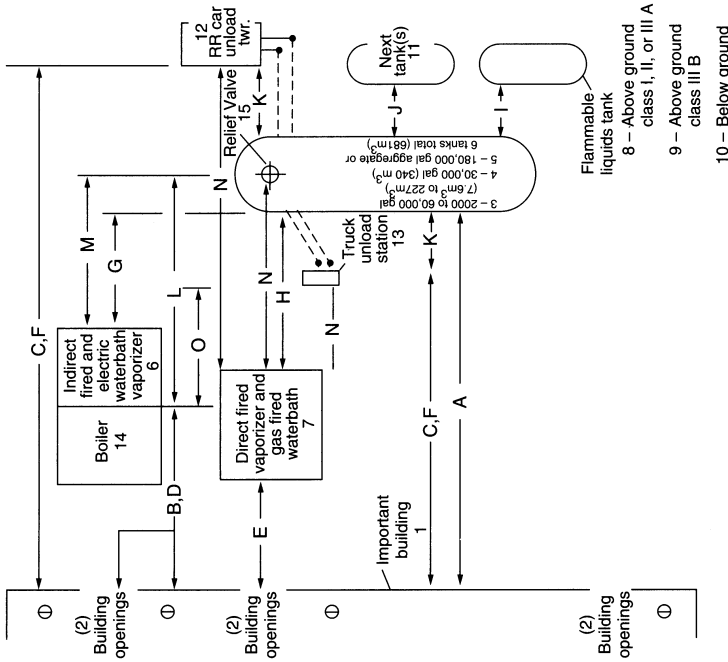 12
RR car
unload
twr.
Relief Valve
15
Next
tank(s)
11
Flammable
liquids tank
8 – Above ground
class I, II, or III A
9 – Above ground
class III B
10 – Below ground
3 – 2000 to 60,000 gal
(7.6m³ to 227m³)
4 – 30,000 gal (340 m³)
5 – 180,000 gal aggregate or
6 tanks total (681m³)
K
J
I
N
C,F
M
G
L
O
N
H
N
K
C,F
A
Truck
unload
station
13
Indirect
fired and
electric
waterbath
vaporizer
6
Boiler
14
Direct fired
vaporizer and
gas fired
waterbath
7
B,D
E
Important
building
1
(2)
Building
openings
(2)
Building
openings
(2)
Building
openings